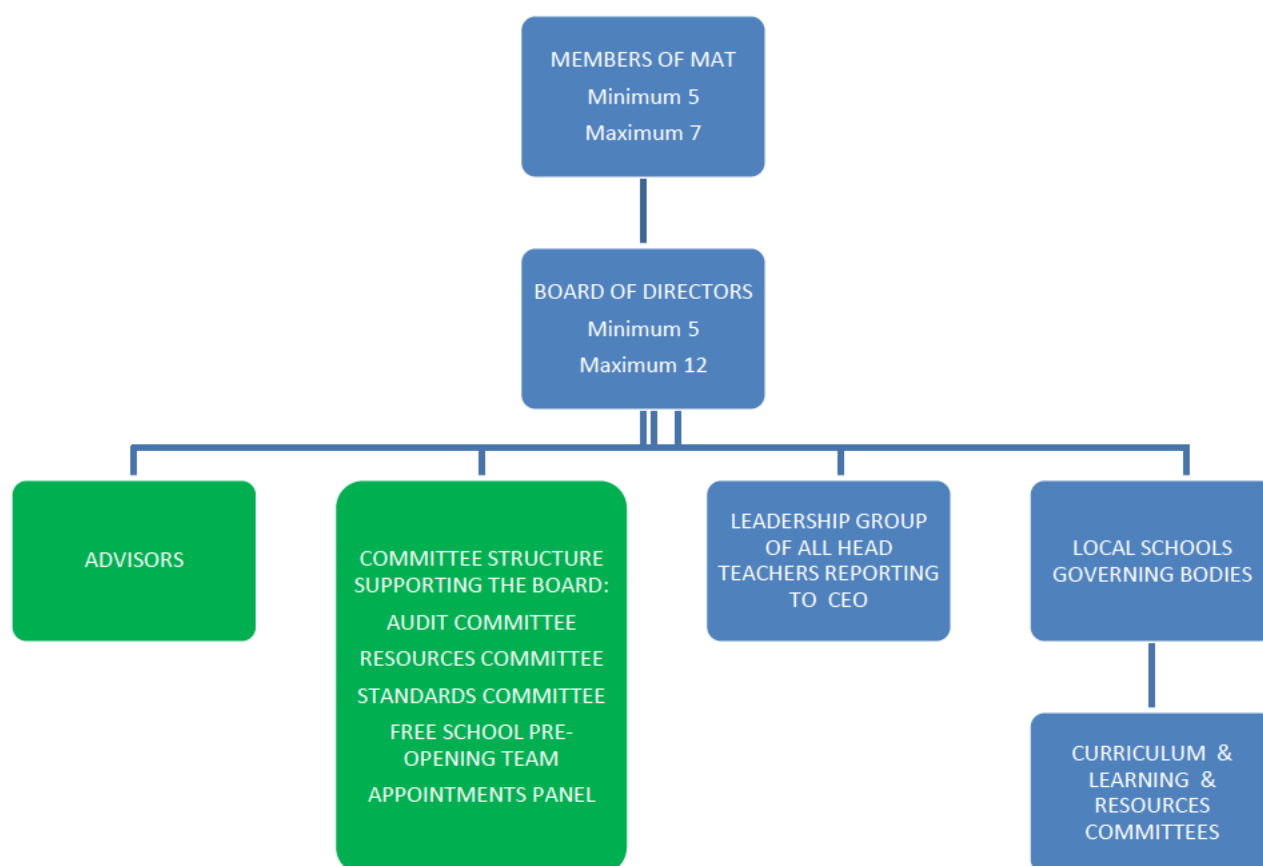 MEMBERS OF MAT
Minimum 5
Maximum 7
BOARD OF DIRECTORS
Minimum 5
Maximum 12
ADVISORS
COMMITTEE STRUCTURE
SUPPORTING THE BOARD:
AUDIT COMMITTEE
RESOURCES COMMITTEE
STANDARDS COMMITTEE
FREE SCHOOL PRE-
OPENING TEAM
APPOINTMENTS PANEL
LEADERSHIP GROUP
OF ALL HEAD
TEACHERS REPORTING
TO CEO
LOCAL SCHOOLS
GOVERNING BODIES
CURRICULUM &
LEARNING &
RESOURCES
COMMITTEES